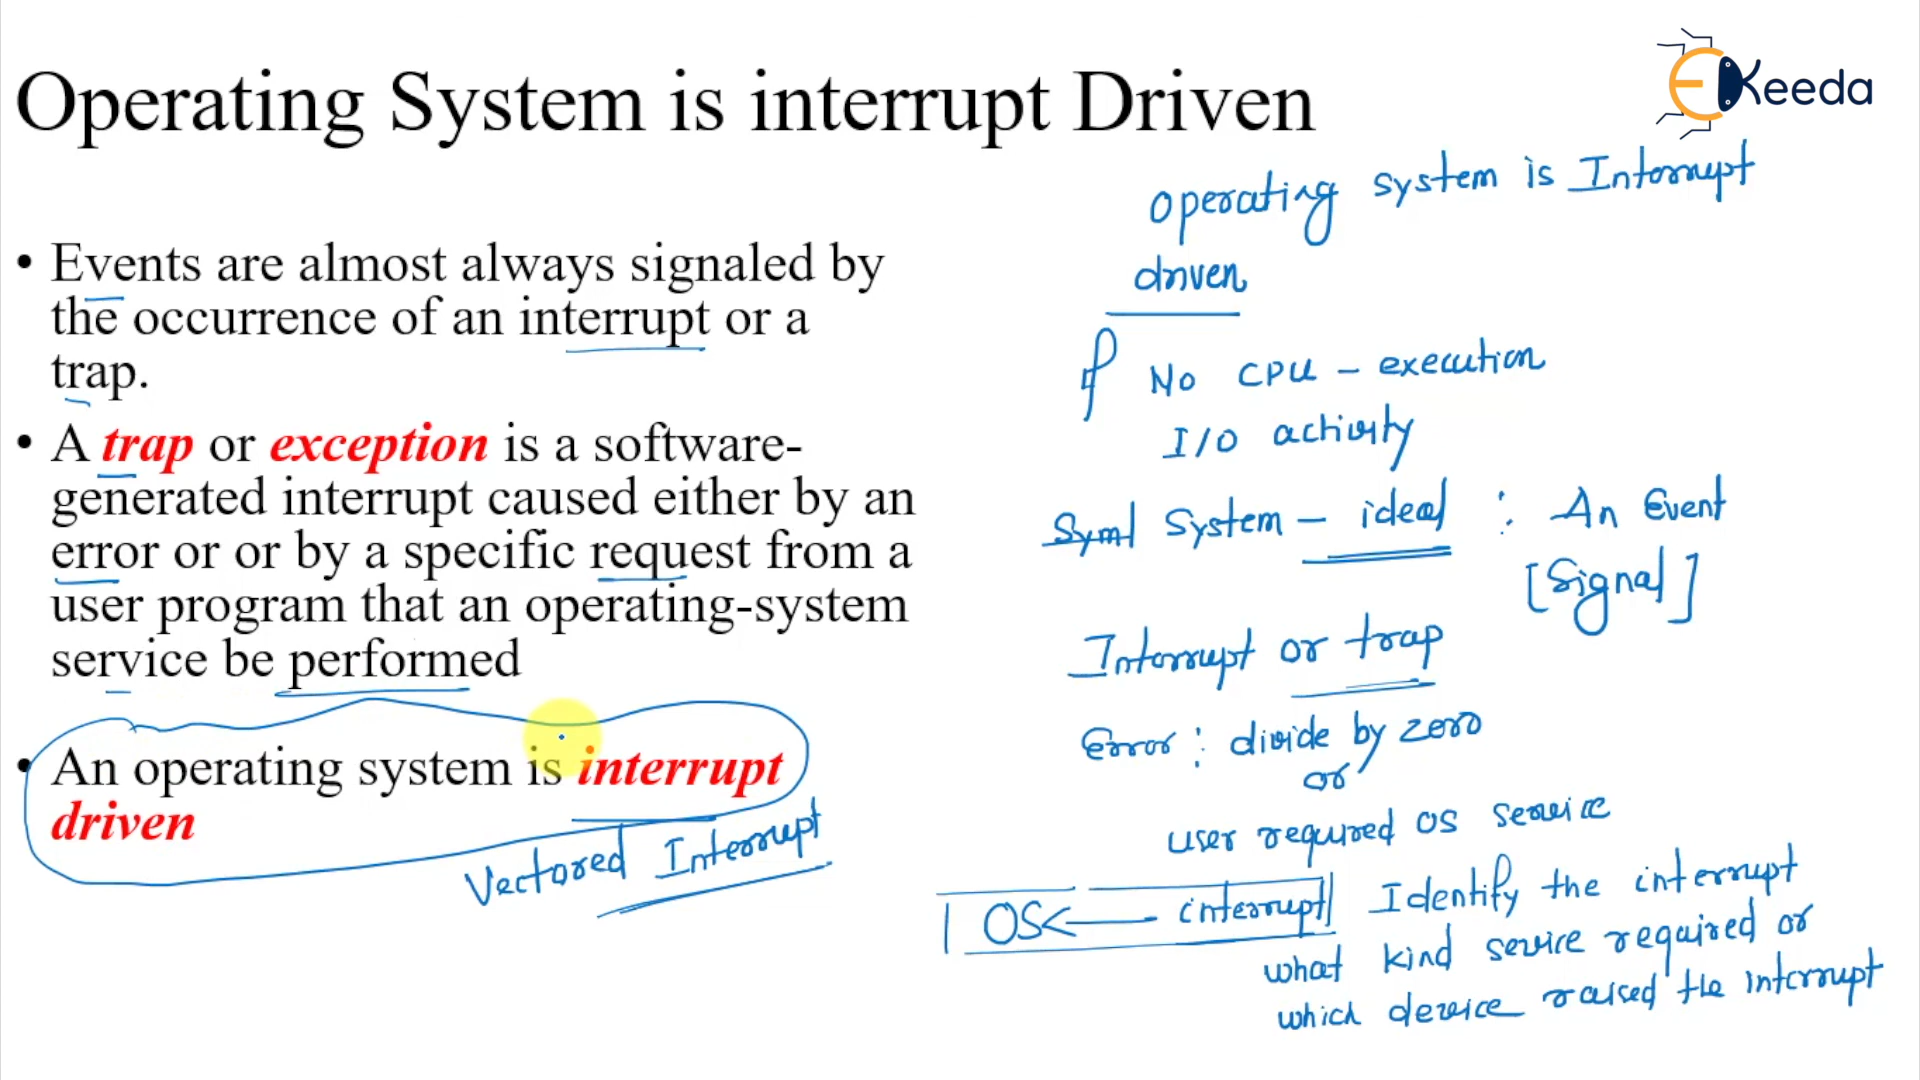 Operating System is interrupt Driven
EKeeda
• Events are almost always signaled by
the occurrence of an interrupt or a
trap.
• A trap or exception is a software-
generated interrupt caused either by an
error or or by a specific request from a
user program that an operating-system
service be performed
• An operating system is interrupt
driven
Vectored Interrupt
operating system is Interrupt
driven
No CPU - execution
I/O activity
System - ideal : An Event
[Signal]
Interrupt or trap
Error : divide by zero
or
user required OS service
OS <—— interrupt Identify the interrupt
what kind service required or
which device raised the interrupt